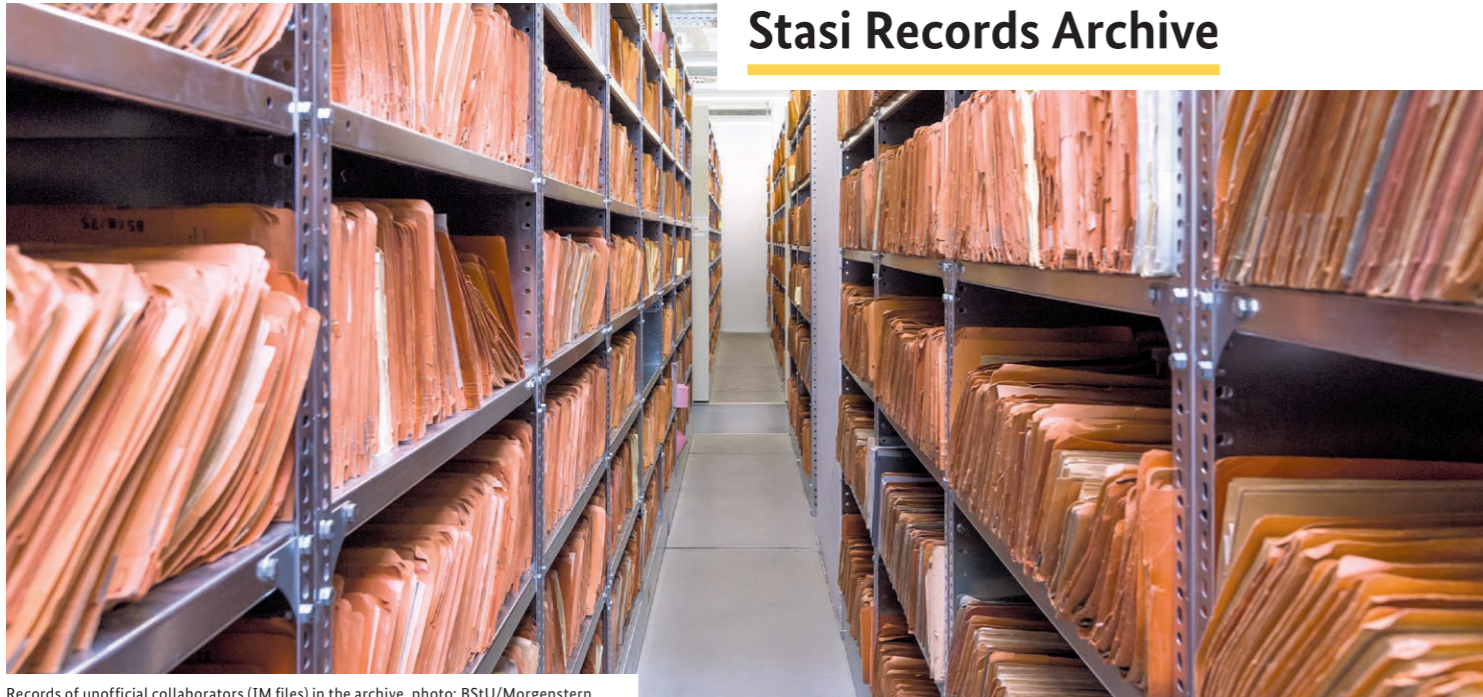 Stasi Records Archive
Records of unofficial collaborators (IM files) in the archive, photo: BStU/Morgenstern